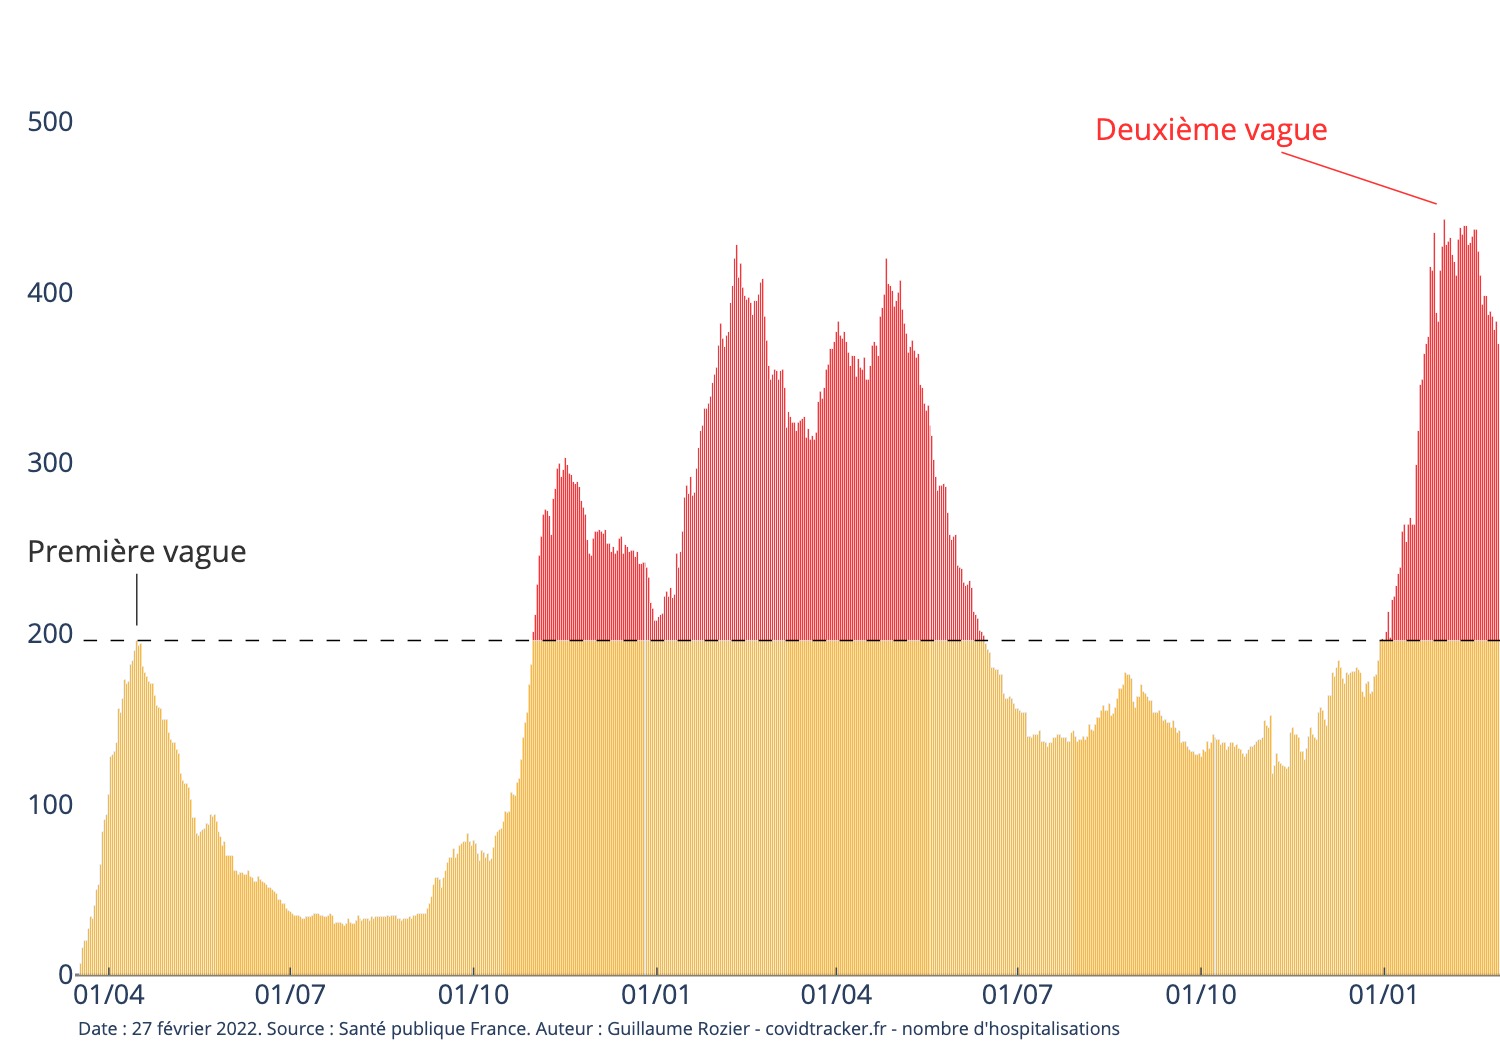 500
Deuxième vague
400
300
Première vague
200
100
0
01/04 01/07 01/10 01/01 01/04 01/07 01/10 01/01
Date : 27 février 2022. Source : Santé publique France. Auteur : Guillaume Rozier - covidtracker.fr - nombre d'hospitalisations